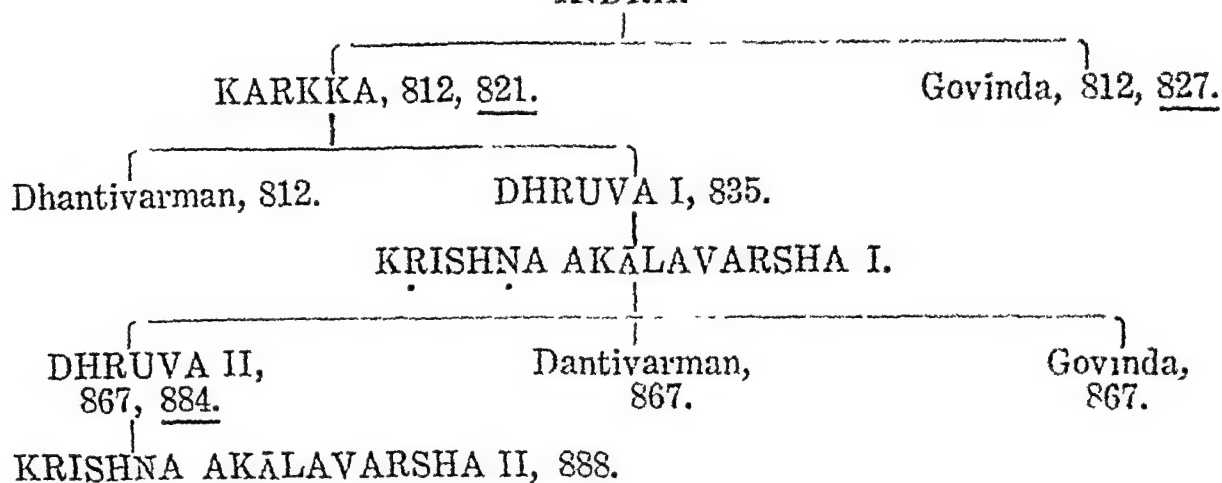 KARKKA, 812, 821. Govinda, 812, 827.
Dhantivarman, 812. DHRUVA I, 835.
KṚISHṆA AKĀLAVARSHA I.
DHRUVA II, Dantivarman, Govinda,
867, 884. 867. 867.
KRISHNA AKĀLAVARSHA II, 888.